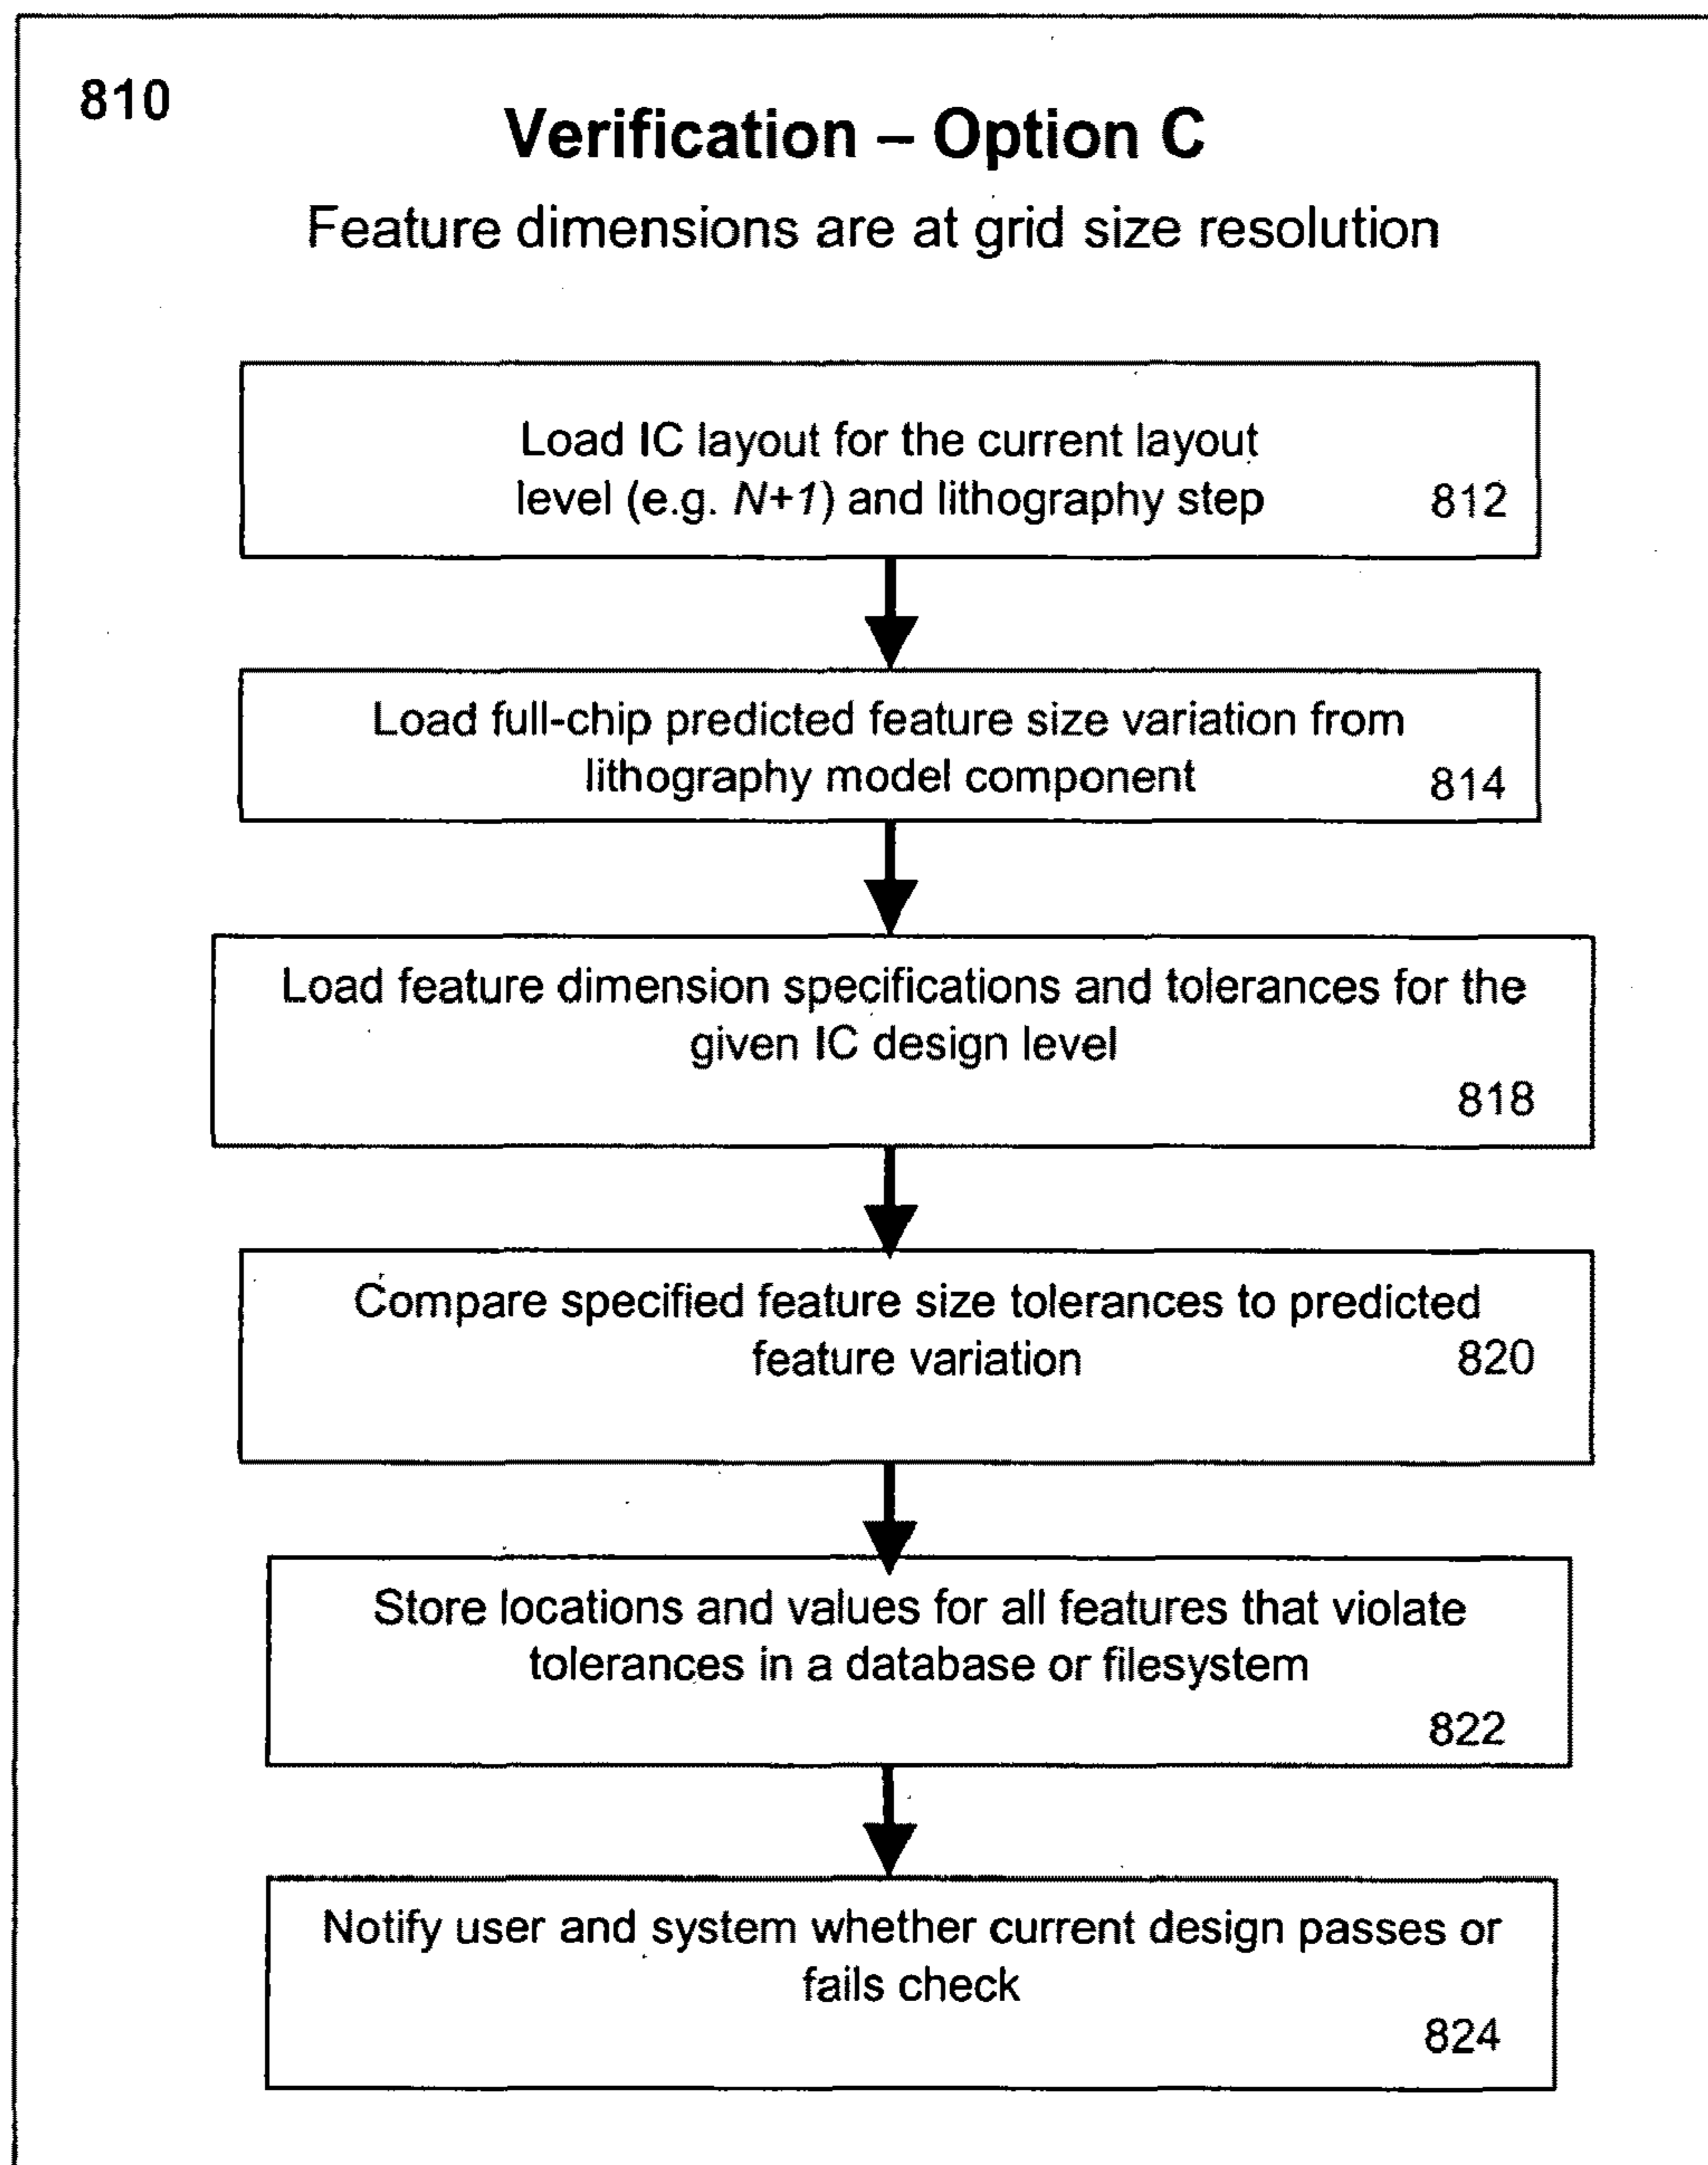 810
Verification – Option C
Feature dimensions are at grid size resolution
Load IC layout for the current layout
level (e.g. N+1) and lithography step
812
Load full-chip predicted feature size variation from
lithography model component
814
Load feature dimension specifications and tolerances for the
given IC design level
818
Compare specified feature size tolerances to predicted
feature variation
820
Store locations and values for all features that violate
tolerances in a database or filesystem
822
Notify user and system whether current design passes or
fails check
824